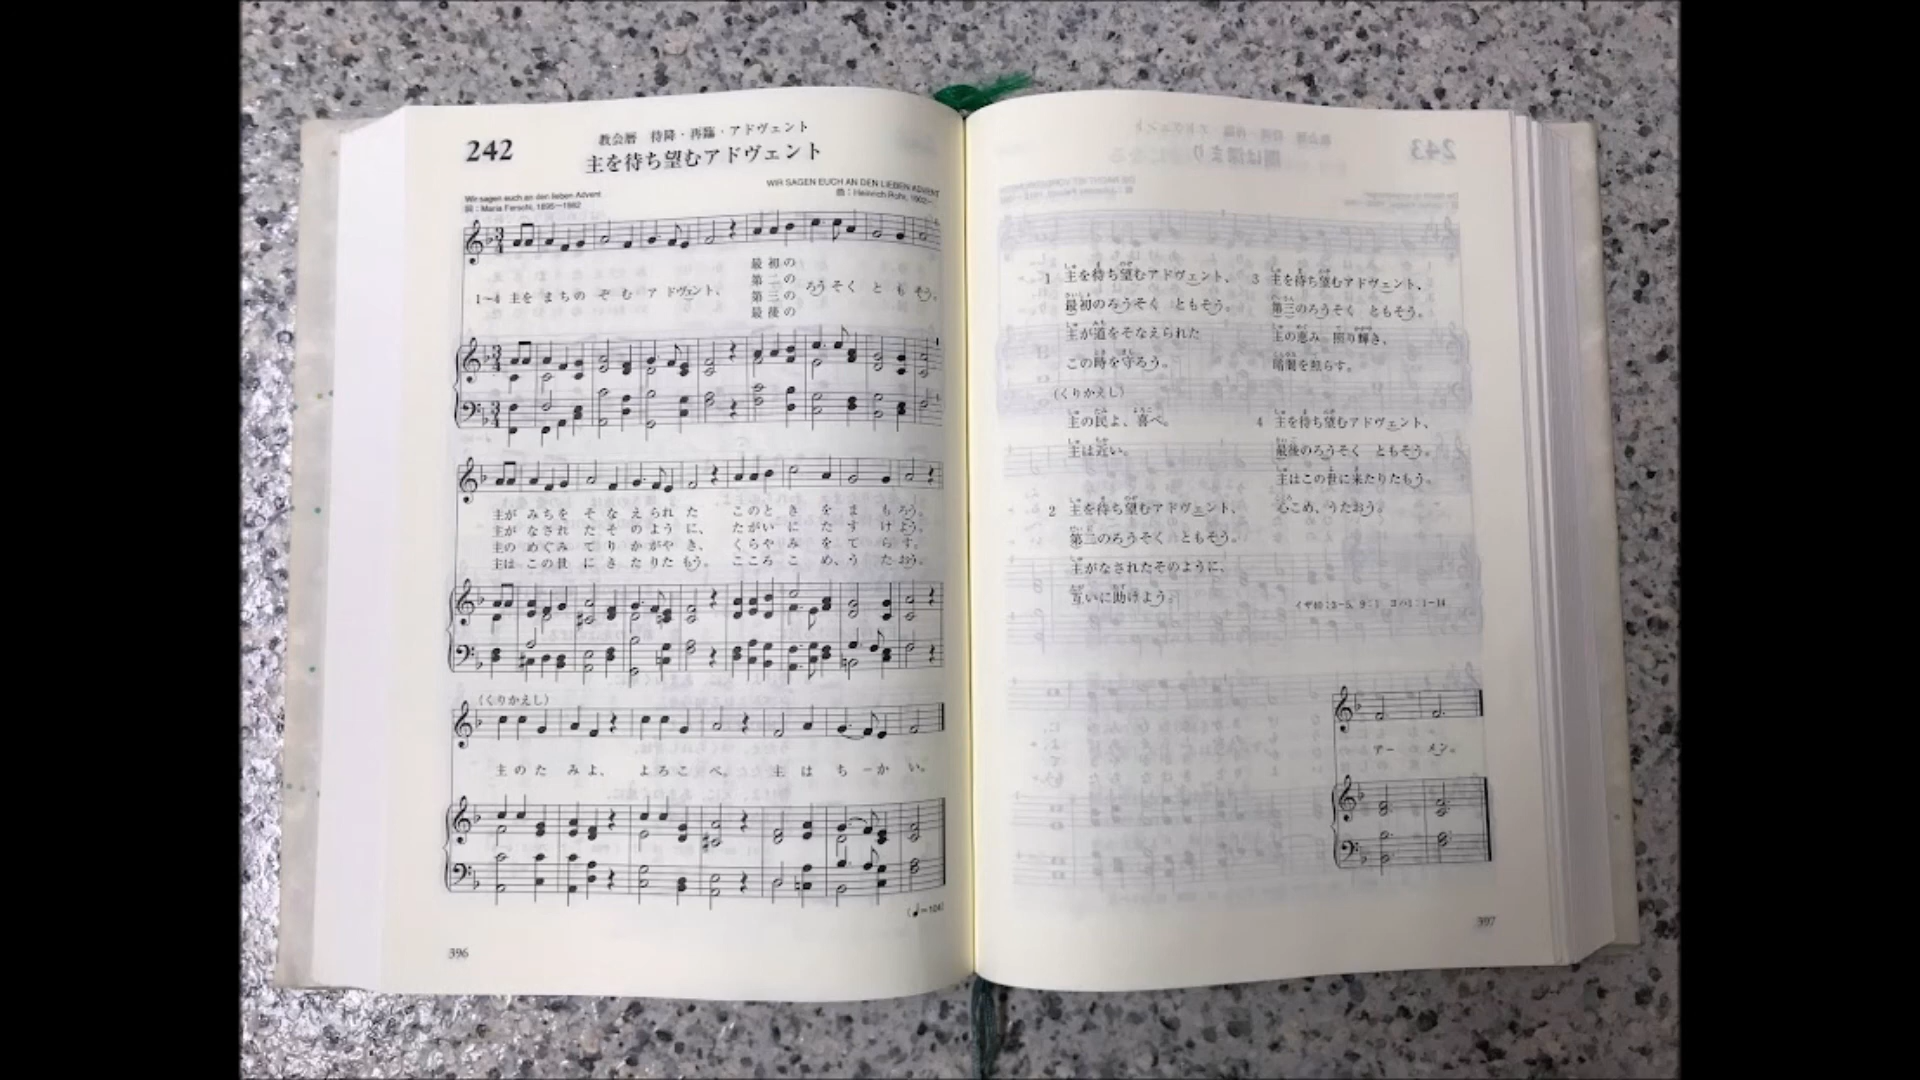 242
教会暦 待降・再臨・アドヴェント
主を待ち望むアドヴェント
Wir sagen euch an den lieben Advent
詞：Maria Ferschl, 1895－1982
WIR SAGEN EUCH AN DEN LIEBEN ADVENT
曲：Heinrich Rohr, 1902－
最初の
第二の
1~4 主を まちの ぞ む ア ドヴェント、 第三の ろうそく と も そう。
最後の
主が みちを そ な えられ た このと き を ま も ろう。
主が なされ た そ の よう に、 たがい に た す け よう。
主の めぐみ て り かがや き、 くらや み を て ら す。
主は この世 に き たりた もう。 こころ こ め、う た おう。
(くりかえし)
主 の た み よ、 よ ろ こ べ。 主 は ち ー か い。
(♩=104)
396
1 主を待ち望むアドヴェント、
最初のろうそく ともそう。
主が道をそなえられた
この時を守ろう。
(くりかえし)
主の民よ、喜べ。
主は近い。
2 主を待ち望むアドヴェント、
第二のろうそく ともそう。
主がなされたそのように、
互いに助けよう。
3 主を待ち望むアドヴェント、
第三のろうそく ともそう。
主の恵み 照り輝き、
暗闇を照らす。
4 主を待ち望むアドヴェント、
最後のろうそく ともそう。
主はこの世に来たりたもう。
心こめ、うたおう。
イザ40：3-5, 9：1 ヨハ1：1-14
アー メン。
397